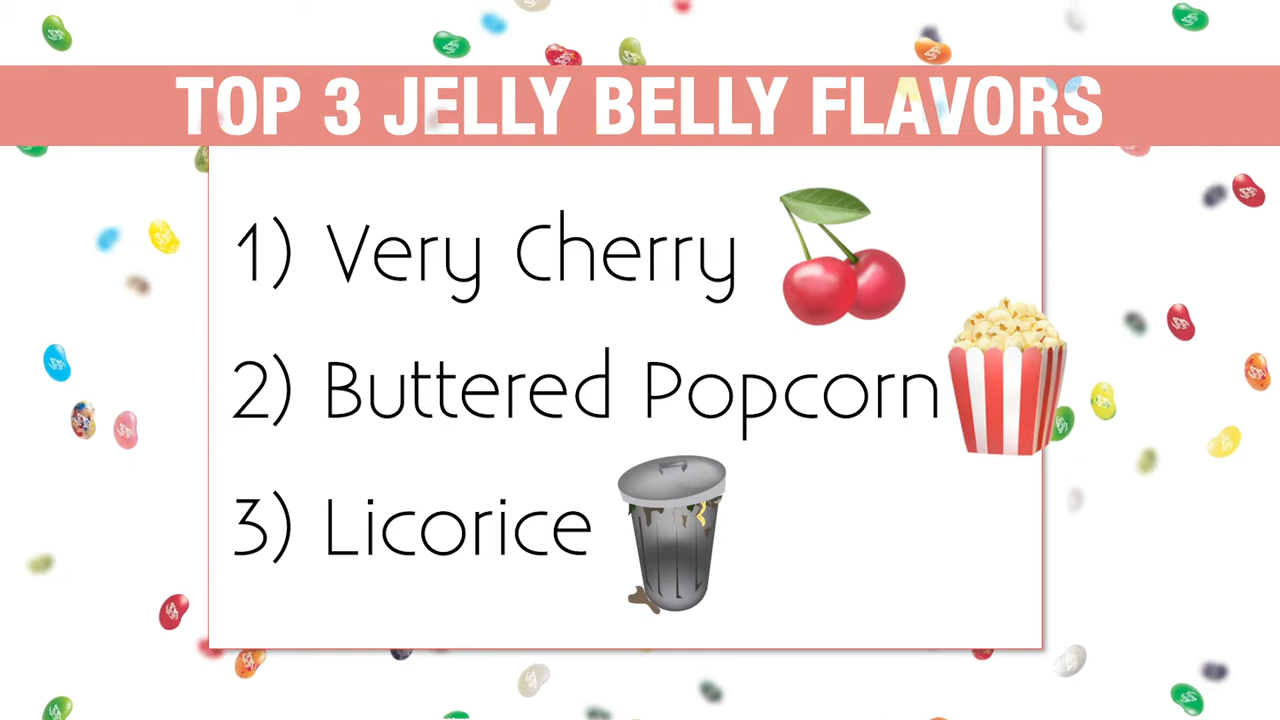 TOP 3 JELLY BELLY FLAVORS
1) Very Cherry
2) Buttered Popcorn
3) Licorice